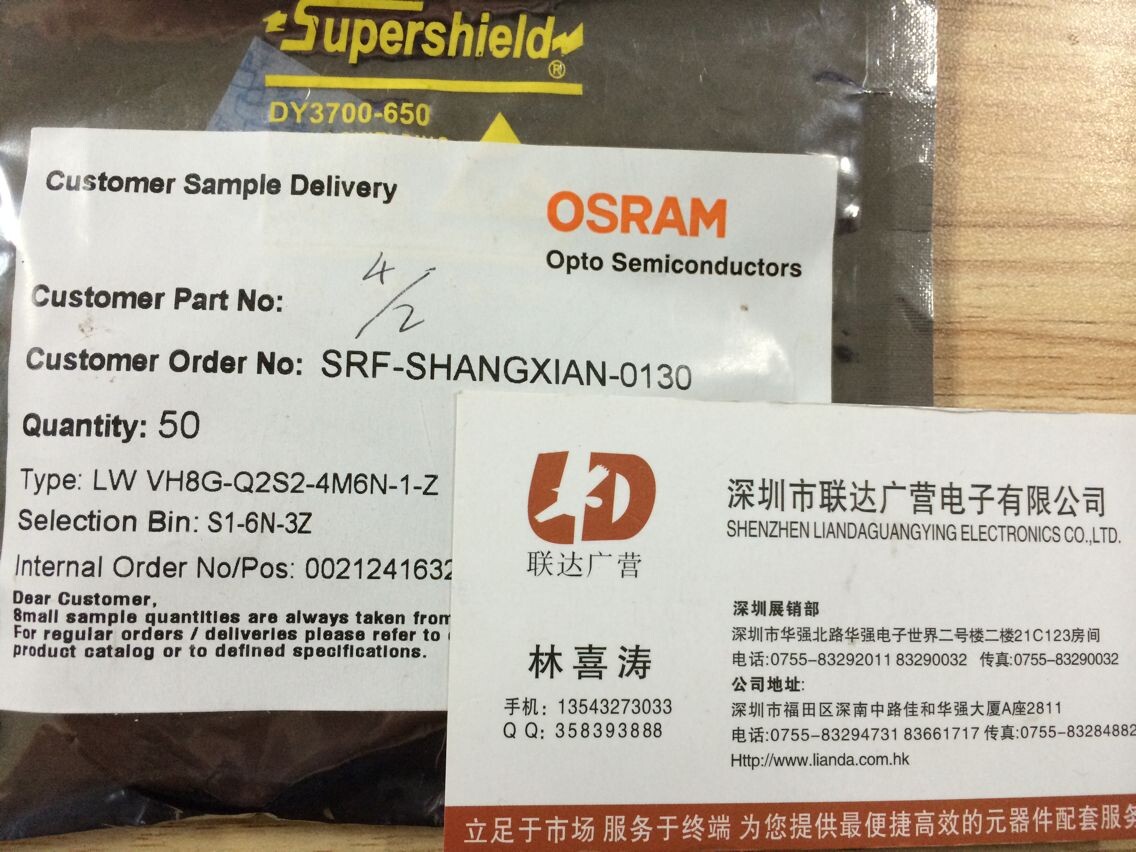 Supershield
®
DY3700-650
Customer Sample Delivery
OSRAM
Opto Semiconductors
Customer Part No:
4/2
Customer Order No: SRF-SHANGXIAN-0130
Quantity: 50
Type: LW VH8G-Q2S2-4M6N-1-Z
Selection Bin: S1-6N-3Z
Internal Order No/Pos: 0021241632
Dear Customer,
Small sample quantities are always taken from
For regular orders / deliveries please refer to
product catalog or to defined specifications.
LD
联达广营
深圳市联达广营电子有限公司
SHENZHEN LIANDAGUANGYING ELECTRONICS CO.,LTD.
林喜涛
手机: 13543273033
Q Q: 358393888
深圳展销部
深圳市华强北路华强电子世界二号楼二楼21C123房间
电话:0755-83292011 83290032 传真:0755-83290032
公司地址:
深圳市福田区深南中路佳和华强大厦A座2811
电话:0755-83294731 83661717 传真:0755-83284882
Http://www.lianda.com.hk
立足于市场 服务于终端 为您提供最便捷高效的元器件配套服务